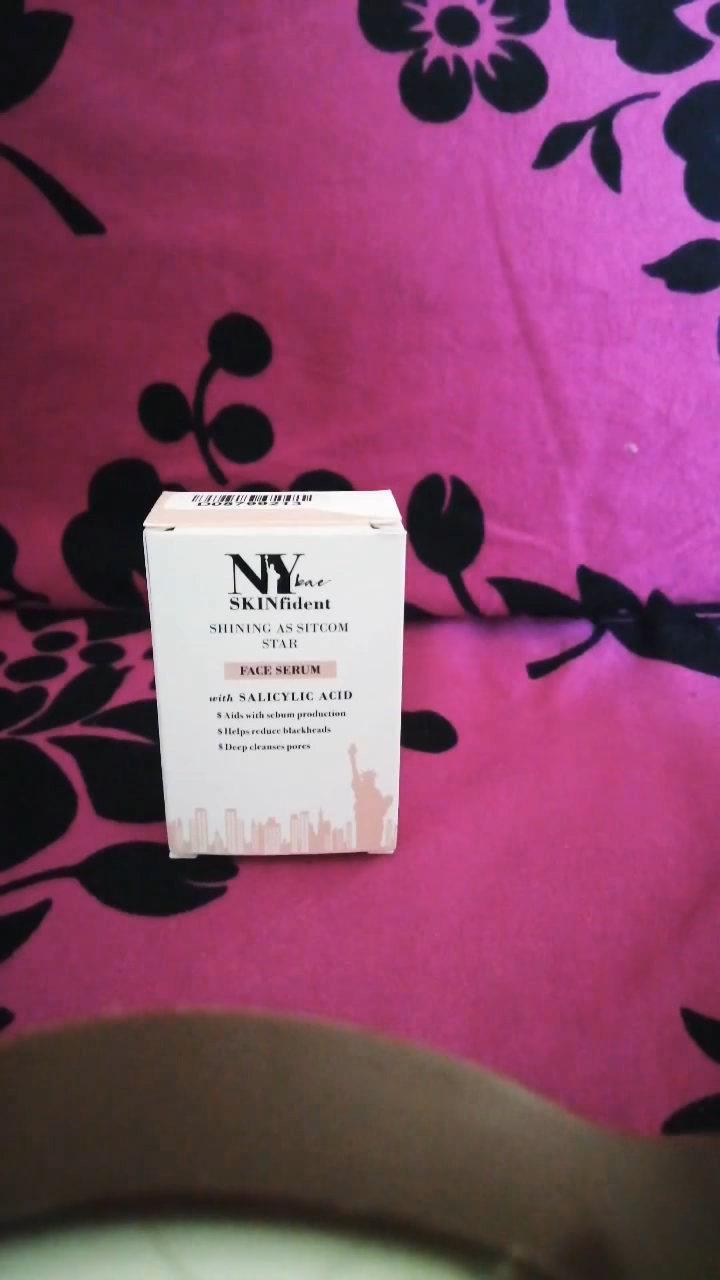 D08799213
NY bae
SKINfident
SHINING AS SITCOM
STAR
FACE SERUM
with SALICYLIC ACID
$ Aids with sebum production
$ Helps reduce blackheads
$ Deep cleanses pores